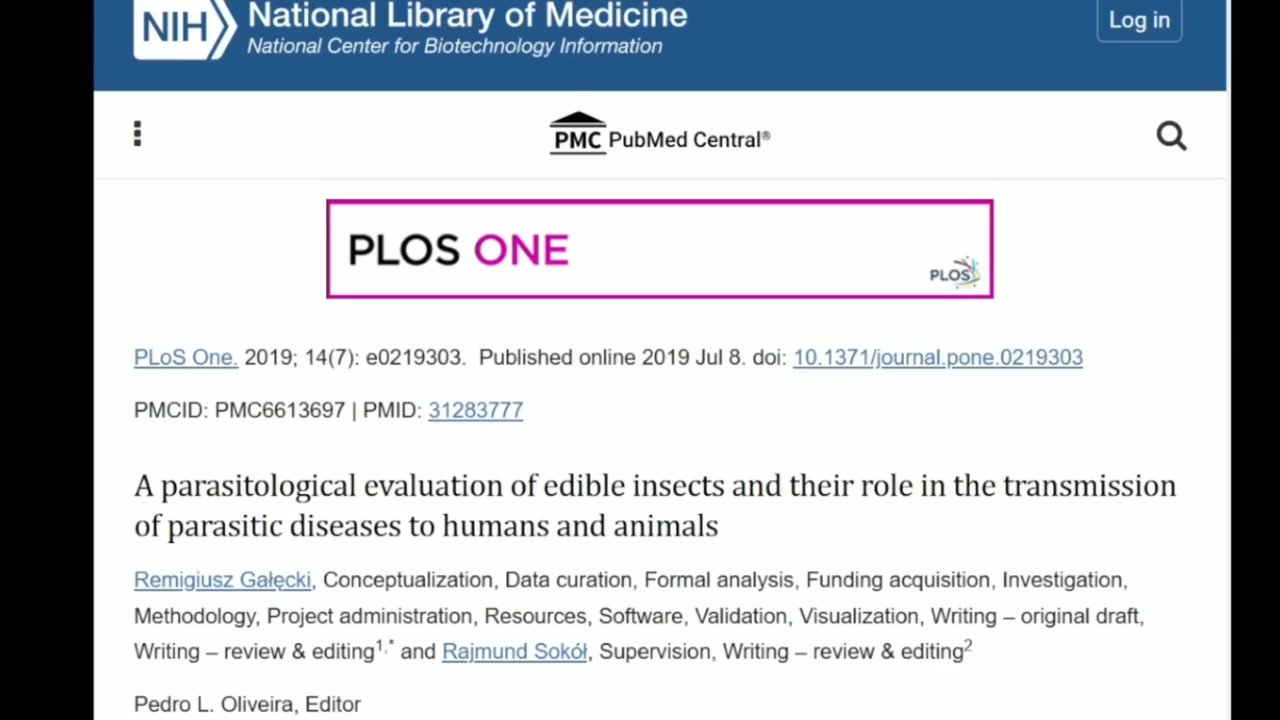 NIH National Library of Medicine
National Center for Biotechnology Information
Log in
PMC PubMed Central®
PLOS ONE
PLOS
PLoS One. 2019; 14(7): e0219303. Published online 2019 Jul 8. doi: 10.1371/journal.pone.0219303
PMCID: PMC6613697 | PMID: 31283777
A parasitological evaluation of edible insects and their role in the transmission
of parasitic diseases to humans and animals
Remigiusz Gałęcki, Conceptualization, Data curation, Formal analysis, Funding acquisition, Investigation,
Methodology, Project administration, Resources, Software, Validation, Visualization, Writing – original draft,
Writing – review & editing1,* and Rajmund Sokół, Supervision, Writing – review & editing2
Pedro L. Oliveira, Editor